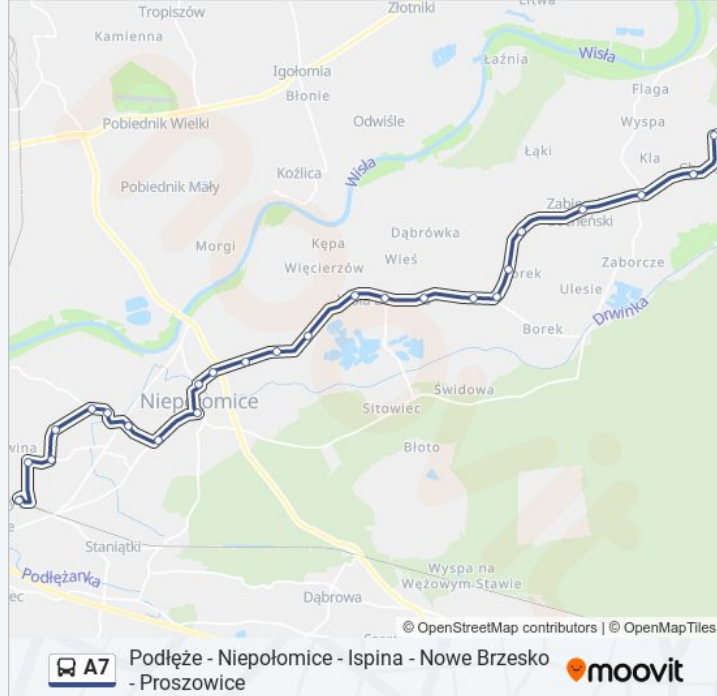 Tropiszów
Złotniki
Kamienna
Wisła
Łaźnia
Igołomia
Błonie
Flaga
Odwiśle
Wyspa
Pobiednik Wielki
Łąki
Kla
Koźlica
Wisła
Pobiednik Mały
Dąbrówka
Morgi
Kępa
Wieś
Więcierzów
Zaborcze
Ulesie
Drwinka
Borek
Świdowa
Niepołomice
Sitowiec
Błoto
Staniątki
Podłężanka
Wyspa na
Wężowym-Stawie
Dąbrowa
© OpenStreetMap contributors | © OpenMapTiles
A7
Podłęże - Niepołomice - Ispina - Nowe Brzesko
- Proszowice
moovit